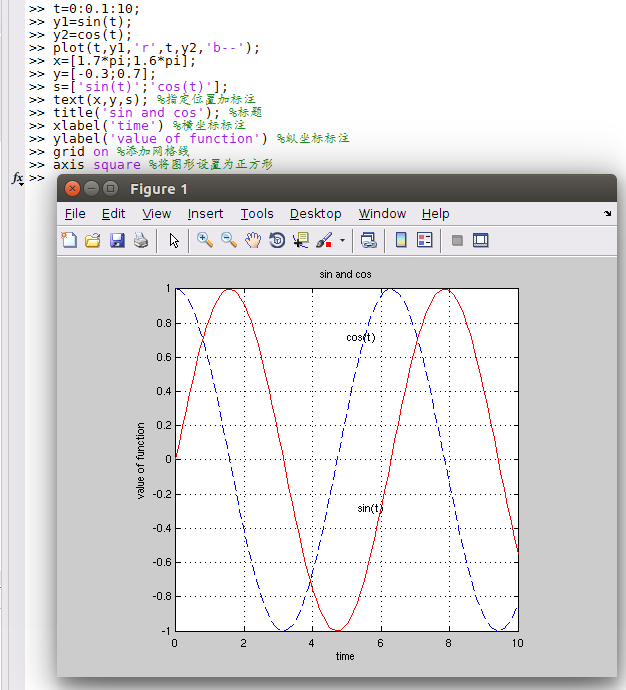 >> t=0:0.1:10;
>> y1=sin(t);
>> y2=cos(t);
>> plot(t,y1,'r',t,y2,'b--');
>> x=[1.7*pi;1.6*pi];
>> y=[-0.3;0.7];
>> s=['sin(t)';'cos(t)'];
>> text(x,y,s); %指定位置加标注
>> title('sin and cos'); %标题
>> xlabel('time') %横坐标标注
>> ylabel('value of function') %纵坐标标注
>> grid on %添加网格线
>> axis square %将图形设置为正方形
fx >>
Figure 1
File Edit View Insert Tools Desktop Window Help
sin and cos
1
0.8
cos(t)
0.6
0.4
0.2
0
value of function
-0.2
sin(t)
-0.4
-0.6
-0.8
-1
0 2 4 6 8 10
time